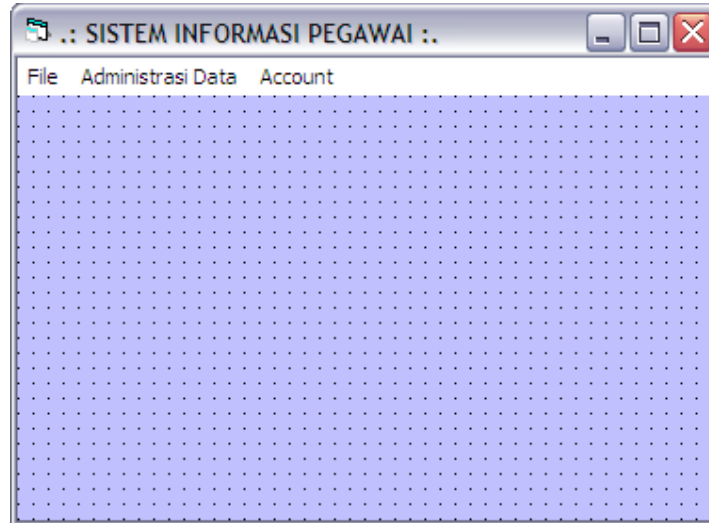 .: SISTEM INFORMASI PEGAWAI :.
File Administrasi Data Account